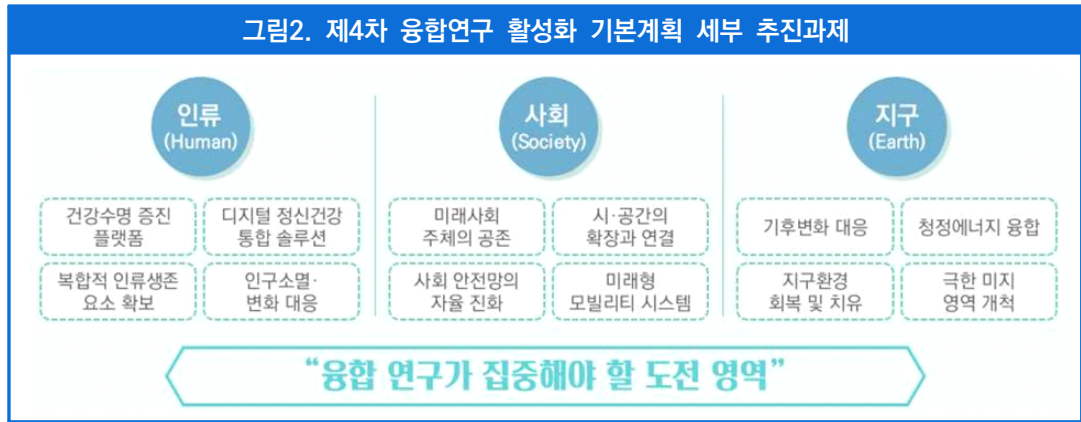 그림2. 제4차 융합연구 활성화 기본계획 세부 추진과제
인류
(Human)
건강수명 증진
플랫폼
디지털 정신건강
통합 솔루션
복합적 인류생존
요소 확보
인구소멸·
변화 대응
사회
(Society)
미래사회
주체의 공존
시·공간의
확장과 연결
사회 안전망의
자율 진화
미래형
모빌리티 시스템
지구
(Earth)
기후변화 대응
청정에너지 융합
지구환경
회복 및 치유
극한 미지
영역 개척
“융합 연구가 집중해야 할 도전 영역”